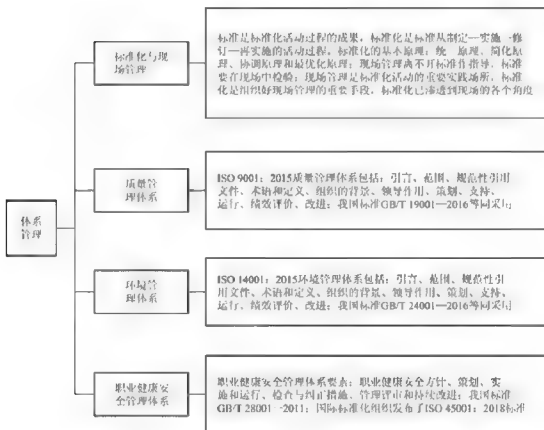 体系
管理
标准化与现
场管理
标准是标准化活动过程的成果，标准化是标准从制定—实施—修
订—再实施的活动过程，标准化的基本原理：统一原理、简化原
理、协调原理和最优化原理；现场管理离不开标准作指导，标准
要在现场中检验；现场管理是标准化活动的重要实践场所，标准
化是组织好现场管理的重要手段，标准化已渗透到现场的各个角度
质量管
理体系
ISO 9001：2015质量管理体系包括：引言、范围、规范性引用
文件、术语和定义、组织的背景、领导作用、策划、支持、
运行、绩效评价、改进；我国标准GB/T 19001—2016等同采用
环境管
理体系
ISO 14001：2015环境管理体系包括：引言、范围、规范性引
用文件、术语和定义、组织的背景、领导作用、策划、支持、
运行、绩效评价、改进；我国标准GB/T 24001—2016等同采用
职业健康安
全管理体系
职业健康安全管理体系要素：职业健康安全方针、策划、实
施和运行、检查与纠正措施、管理评审和持续改进；我国标准
GB/T 28001—2011；国际标准化组织发布了ISO 45001：2018标准